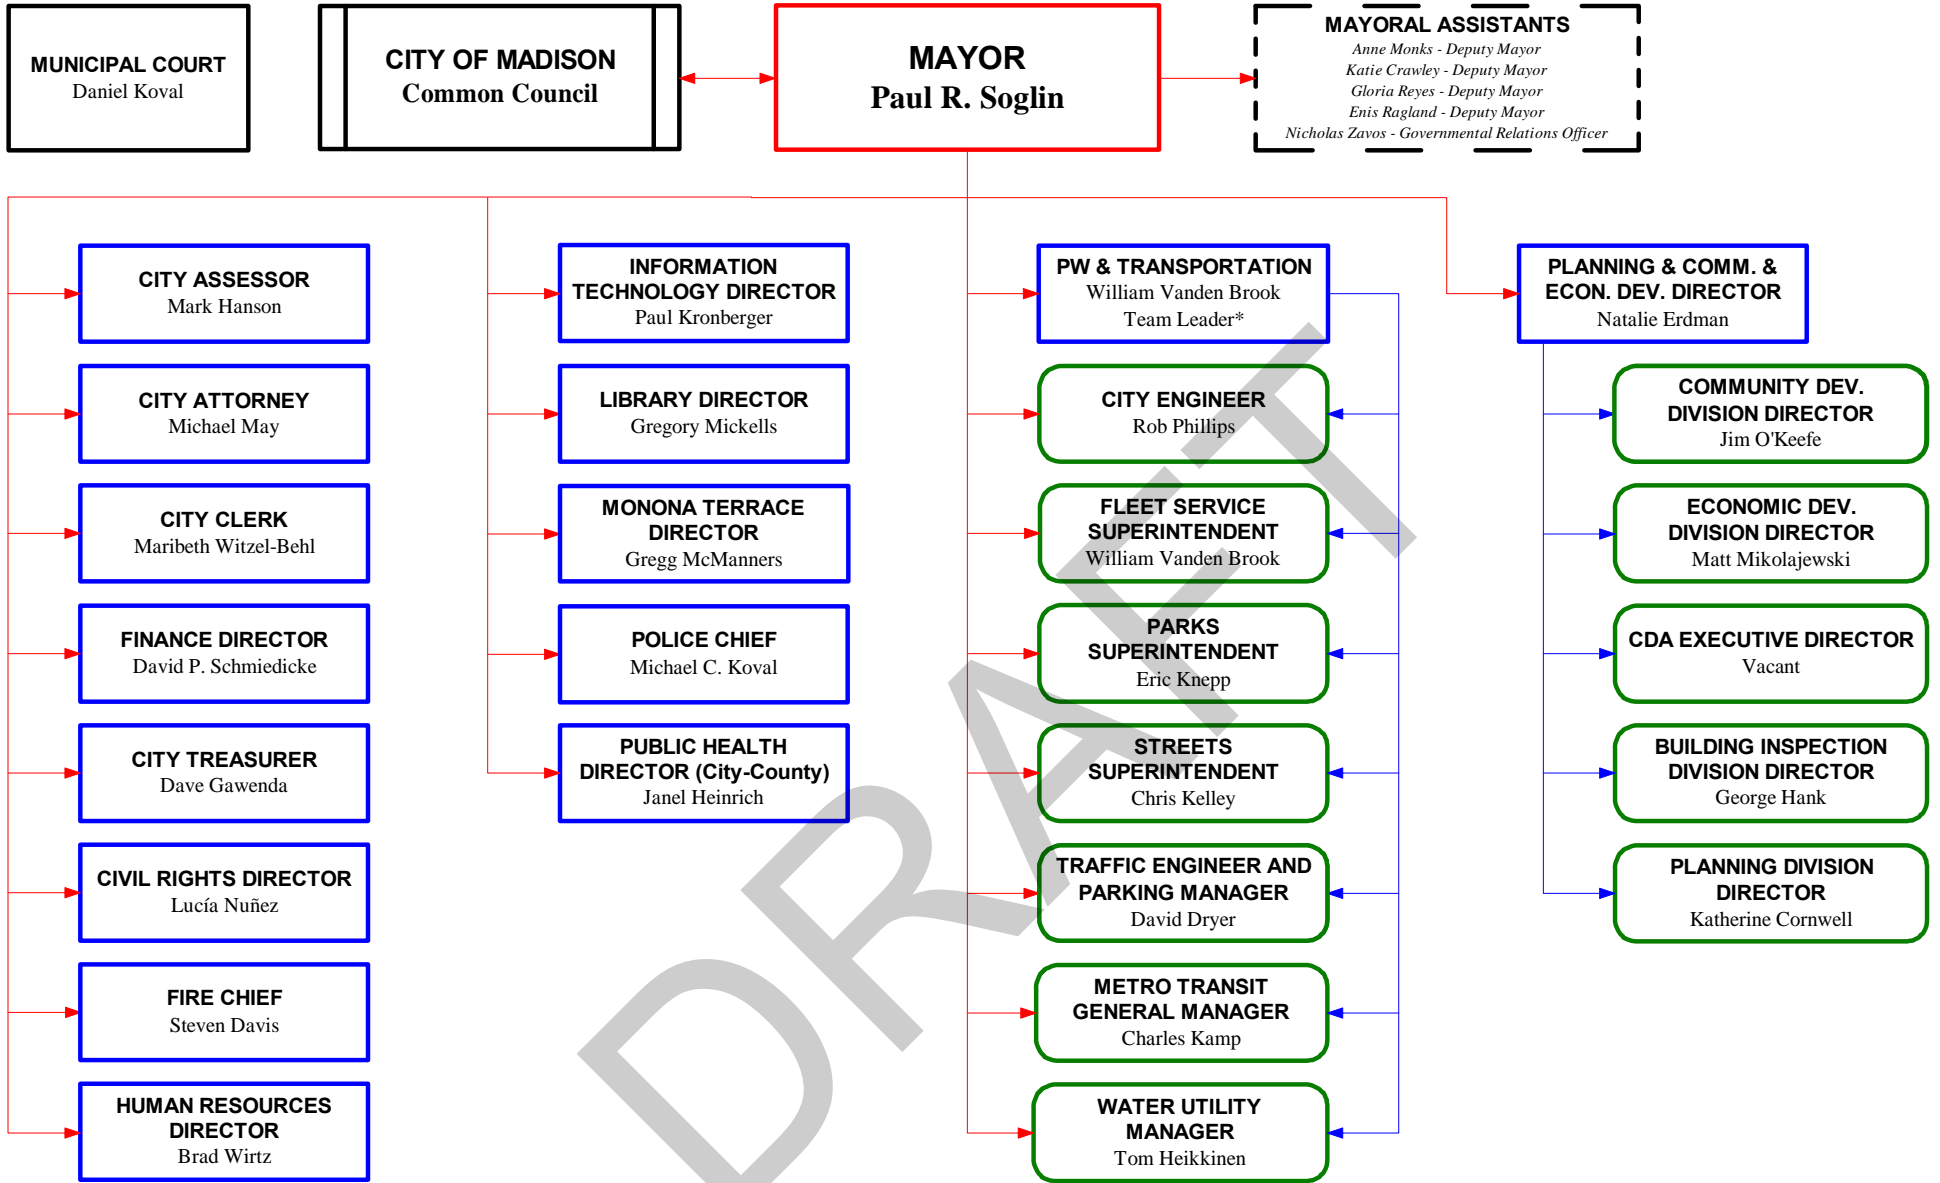 MUNICIPAL COURT
Daniel Koval
CITY OF MADISON
Common Council
MAYOR
Paul R. Soglin
MAYORAL ASSISTANTS
Anne Monks - Deputy Mayor
Katie Crawley - Deputy Mayor
Gloria Reyes - Deputy Mayor
Enis Ragland - Deputy Mayor
Nicholas Zavos - Governmental Relations Officer
CITY ASSESSOR
Mark Hanson
CITY ATTORNEY
Michael May
CITY CLERK
Maribeth Witzel-Behl
FINANCE DIRECTOR
David P. Schmiedicke
CITY TREASURER
Dave Gawenda
CIVIL RIGHTS DIRECTOR
Lucía Nuñez
FIRE CHIEF
Steven Davis
HUMAN RESOURCES
DIRECTOR
Brad Wirtz
INFORMATION
TECHNOLOGY DIRECTOR
Paul Kronberger
LIBRARY DIRECTOR
Gregory Mickells
MONONA TERRACE
DIRECTOR
Gregg McManners
POLICE CHIEF
Michael C. Koval
PUBLIC HEALTH
DIRECTOR (City-County)
Janel Heinrich
PW & TRANSPORTATION
William Vanden Brook
Team Leader*
CITY ENGINEER
Rob Phillips
FLEET SERVICE
SUPERINTENDENT
William Vanden Brook
PARKS
SUPERINTENDENT
Eric Knepp
STREETS
SUPERINTENDENT
Chris Kelley
TRAFFIC ENGINEER AND
PARKING MANAGER
David Dryer
METRO TRANSIT
GENERAL MANAGER
Charles Kamp
WATER UTILITY
MANAGER
Tom Heikkinen
PLANNING & COMM. &
ECON. DEV. DIRECTOR
Natalie Erdman
COMMUNITY DEV.
DIVISION DIRECTOR
Jim O'Keefe
ECONOMIC DEV.
DIVISION DIRECTOR
Matt Mikolajewski
CDA EXECUTIVE DIRECTOR
Vacant
BUILDING INSPECTION
DIVISION DIRECTOR
George Hank
PLANNING DIVISION
DIRECTOR
Katherine Cornwell
DRAFT